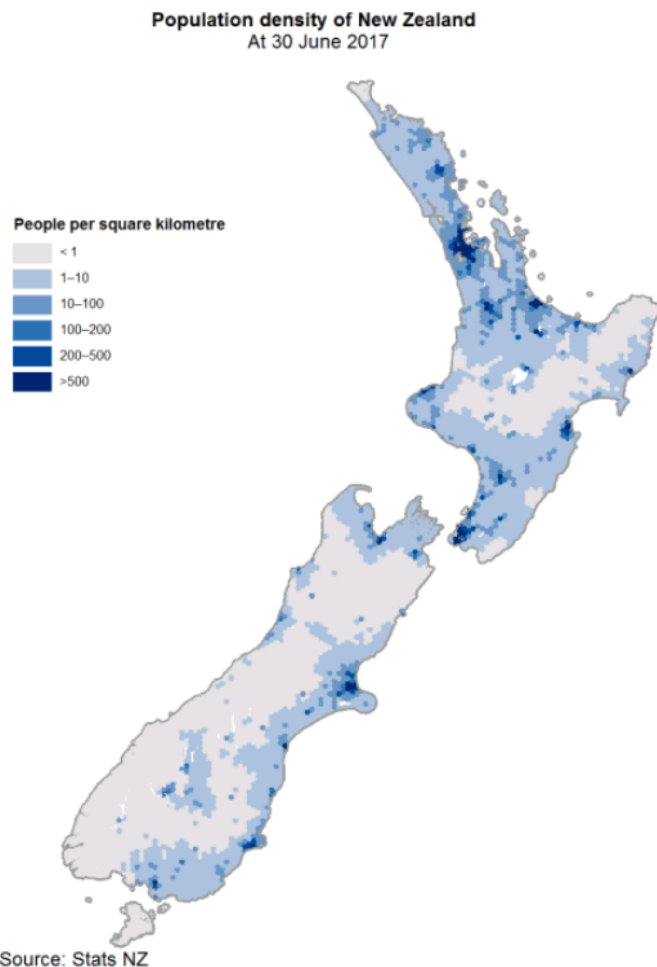 Population density of New Zealand
At 30 June 2017
People per square kilometre
< 1
1–10
10–100
100–200
200–500
>500
Source: Stats NZ